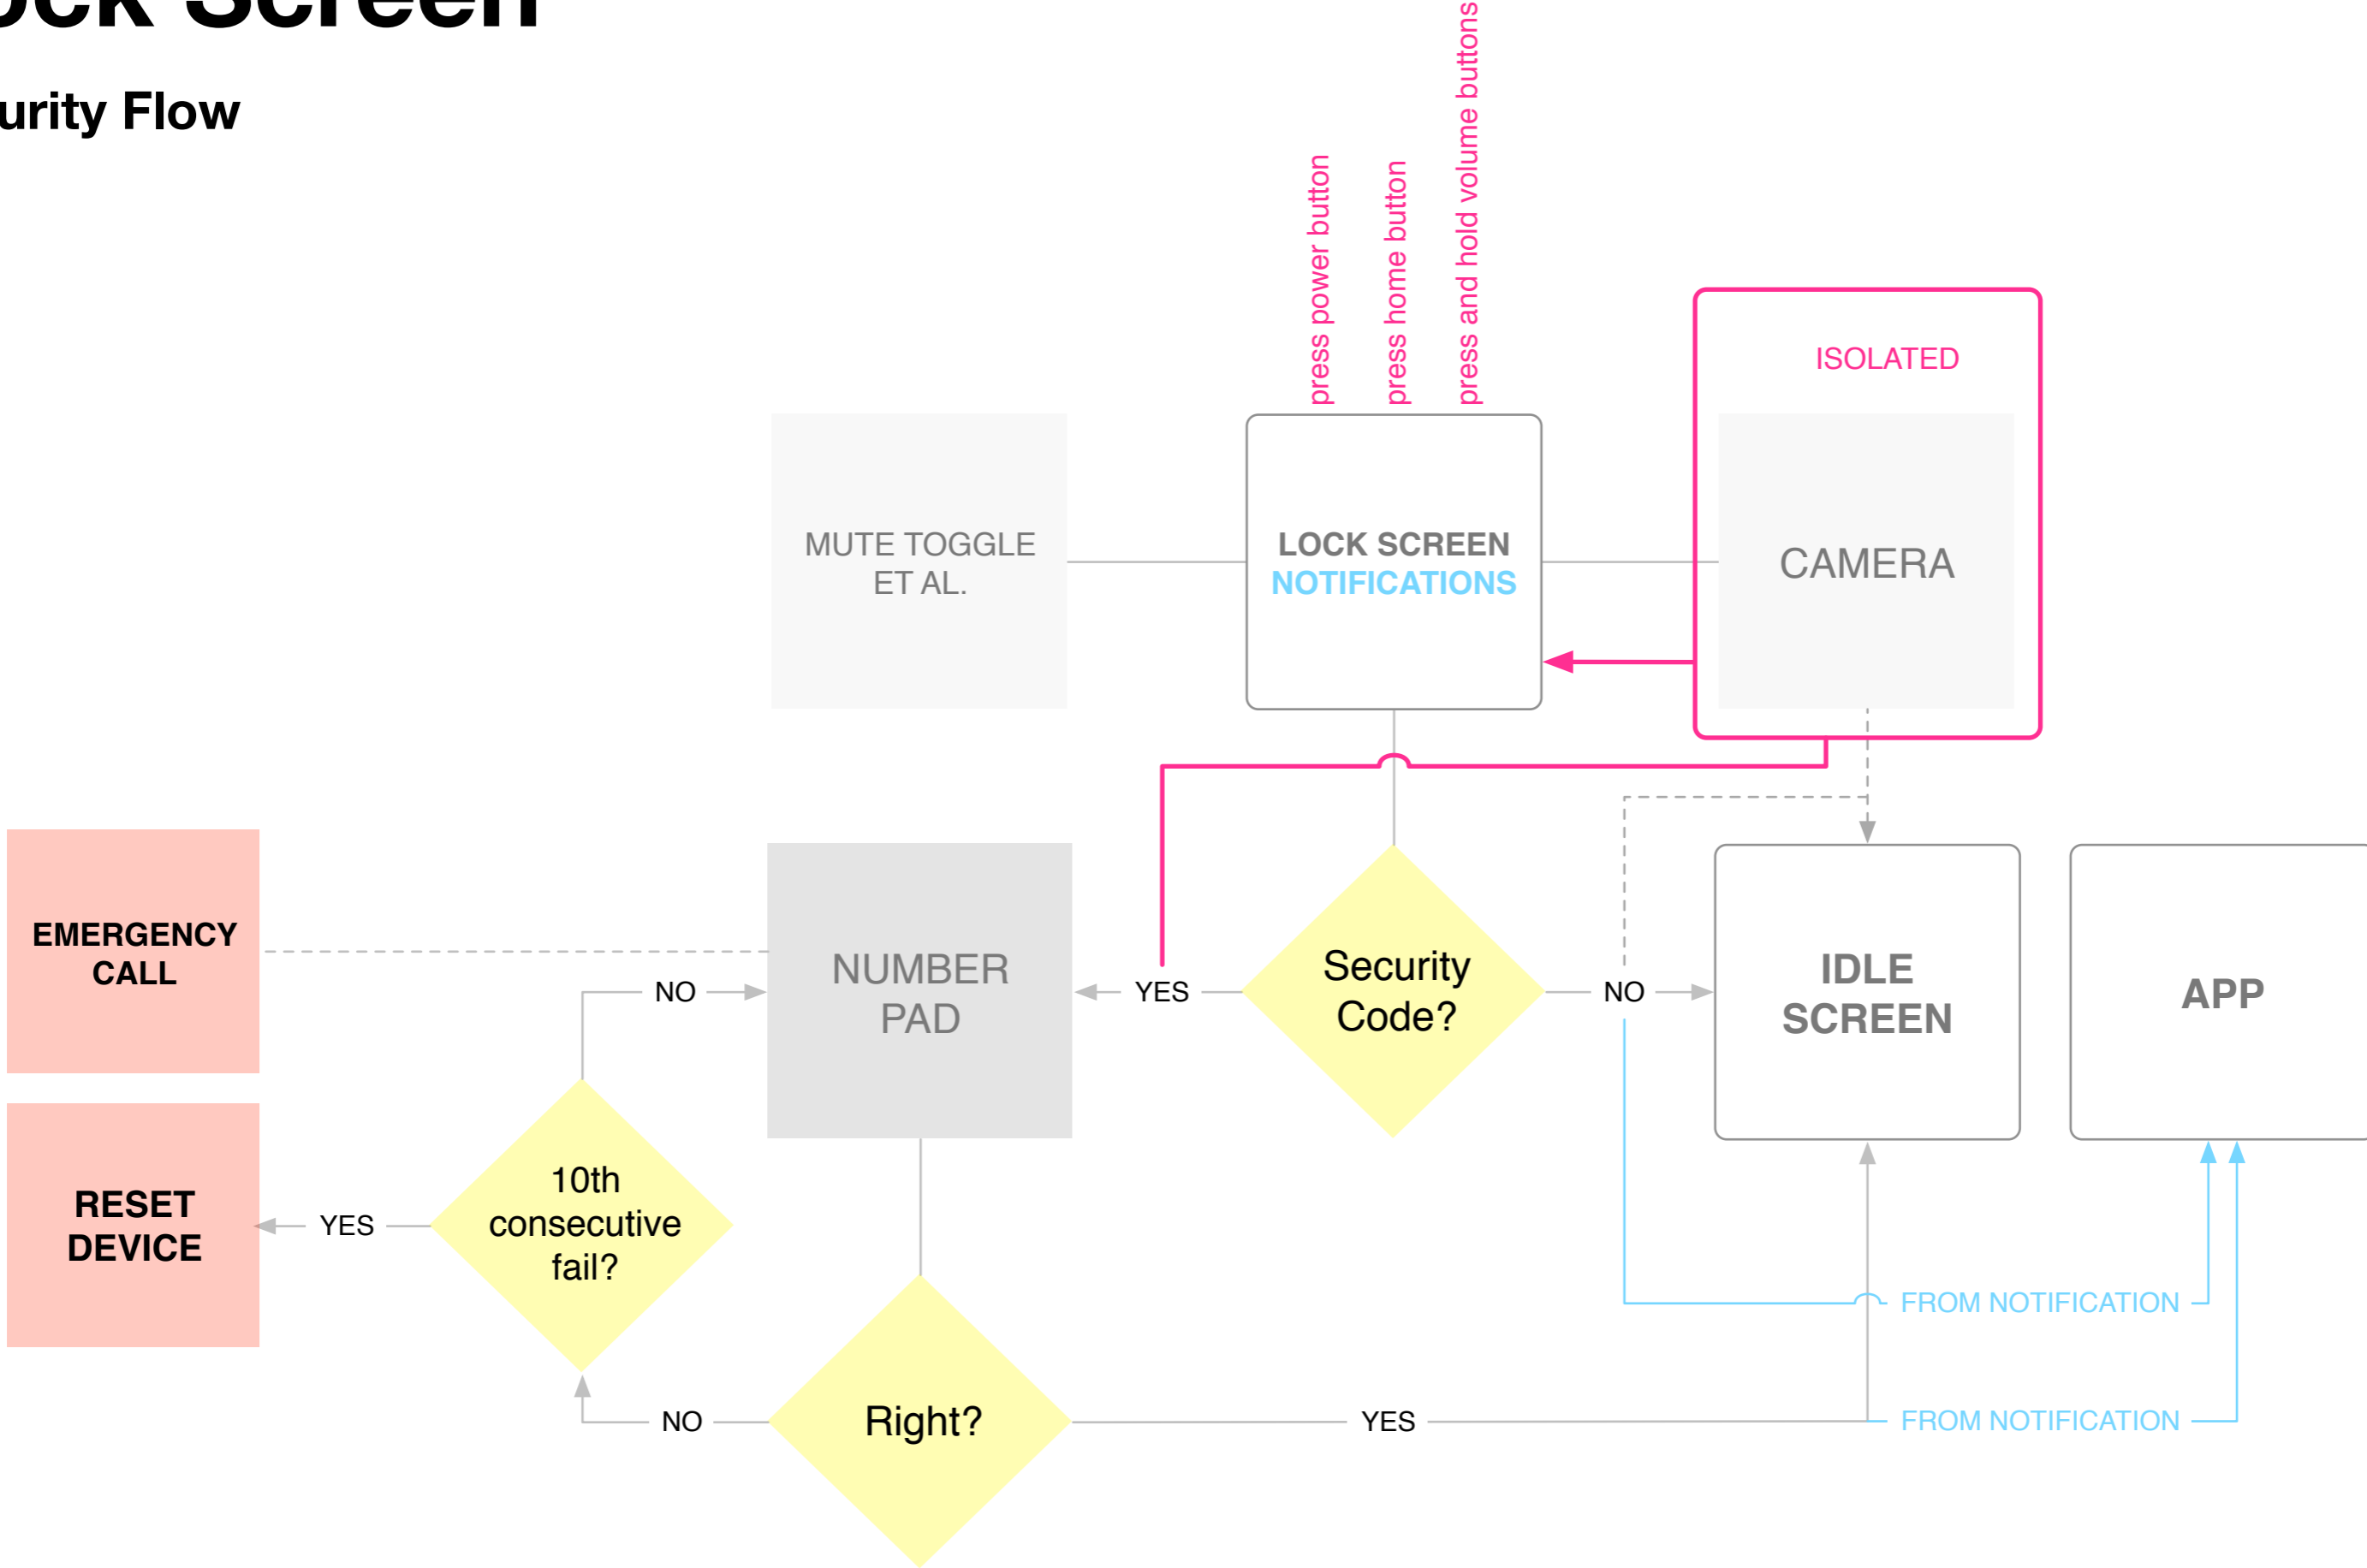 ock Screen
urity Flow
press power button
press home button
press and hold volume buttons
ISOLATED
MUTE TOGGLE
ET AL.
LOCK SCREEN
NOTIFICATIONS
CAMERA
EMERGENCY
CALL
NO
NUMBER
PAD
YES
Security
Code?
NO
IDLE
SCREEN
APP
RESET
DEVICE
YES
10th
consecutive
fail?
FROM NOTIFICATION
NO
Right?
YES
FROM NOTIFICATION